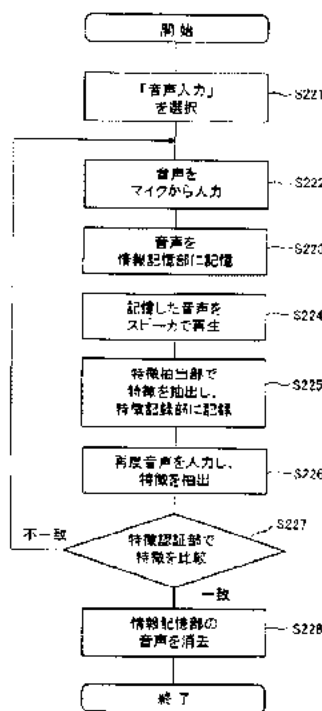 開始
「音声入力」
を選択
S221
音声を
マイクから入力
S222
音声を
情報記憶部に記憶
S223
記憶した音声を
スピーカで再生
S224
特徴抽出部で
特徴を抽出し、
特徴記録部に記録
S225
再度音声を入力し、
特徴を抽出
S226
不一致
特徴認証部で
特徴を比較
S227
一致
情報記憶部の
音声を消去
S228
終了